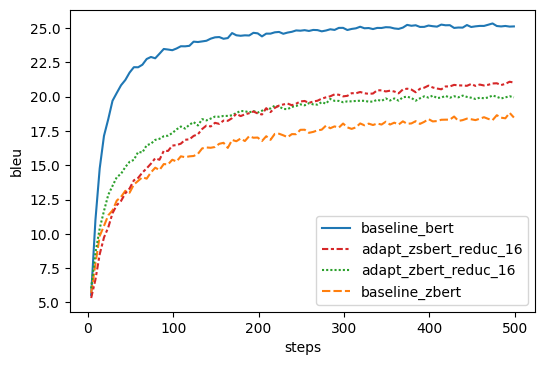 25.0
22.5
20.0
17.5
15.0
12.5
10.0
7.5
5.0
bleu
baseline_bert
adapt_zsbert_reduc_16
adapt_zbert_reduc_16
baseline_zbert
0 100 200 300 400 500
steps